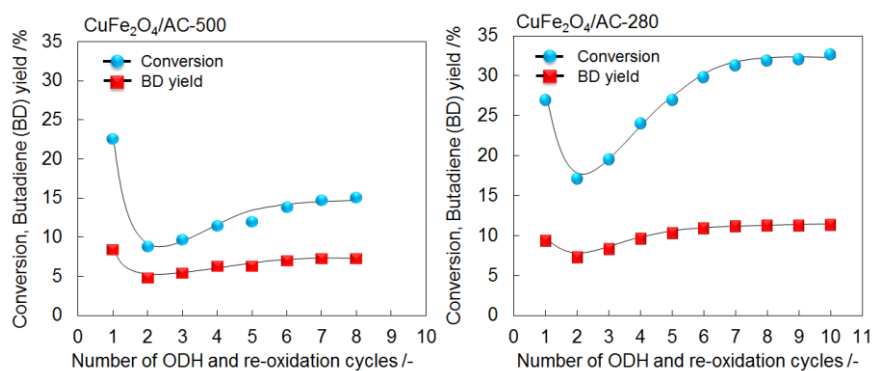 CuFe₂O₄/AC-500
Conversion, Butadiene (BD) yield /%
35
30
25
20
15
10
5
0
Conversion
BD yield
0 1 2 3 4 5 6 7 8 9 10
Number of ODH and re-oxidation cycles /-
CuFe₂O₄/AC-280
Conversion, Butadiene (BD) yield /%
35
30
25
20
15
10
5
0
Conversion
BD yield
0 1 2 3 4 5 6 7 8 9 10 11
Number of ODH and re-oxidation cycles /-